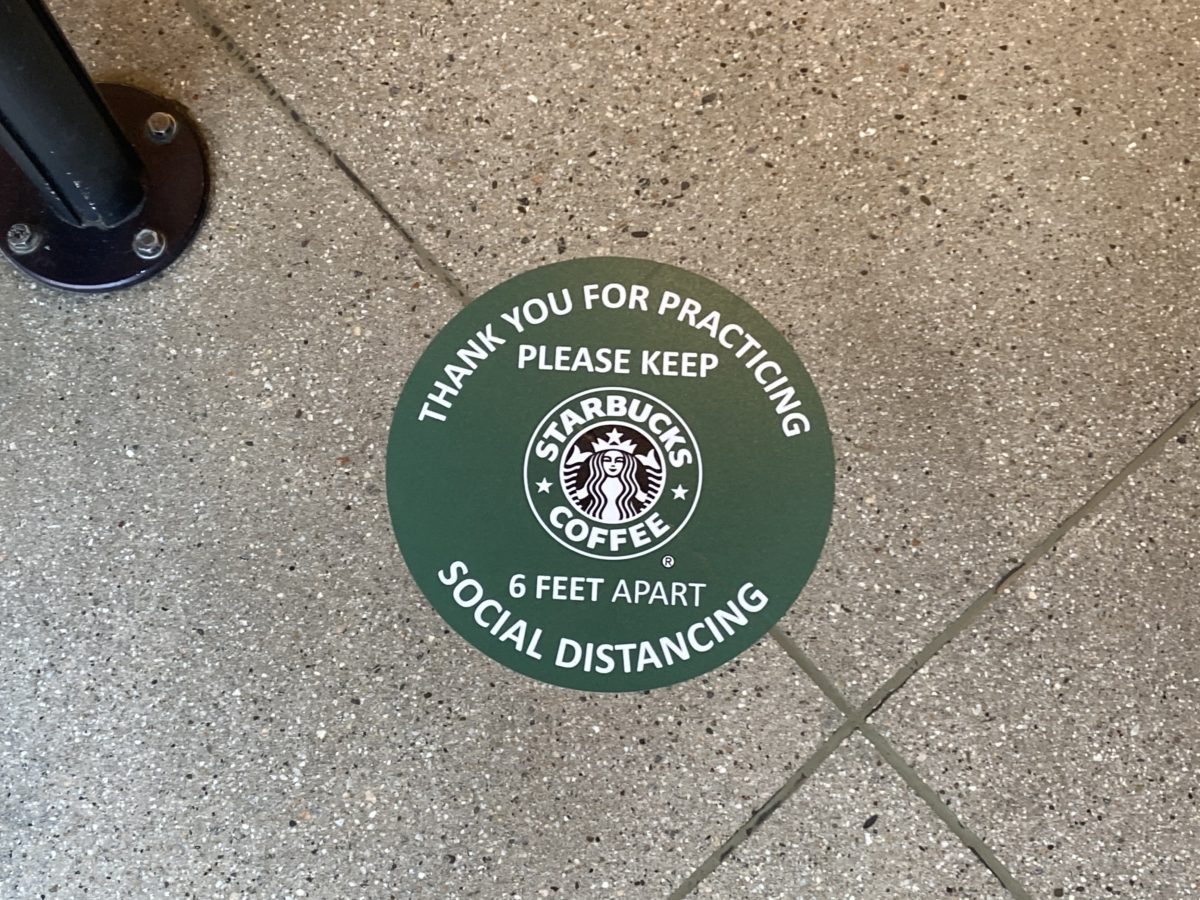 THANK YOU FOR PRACTICING
PLEASE KEEP
STARBUCKS
COFFEE
®
6 FEET APART
SOCIAL DISTANCING